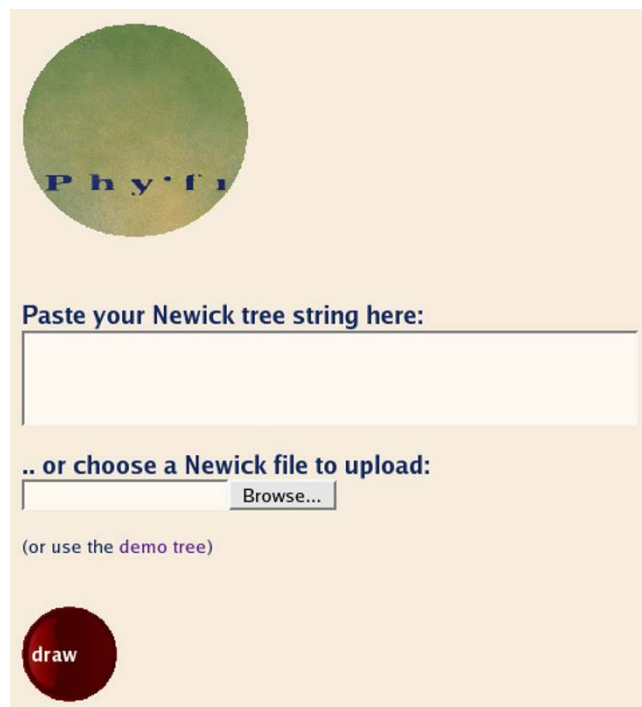 Phy·fi
Paste your Newick tree string here:
.. or choose a Newick file to upload:
Browse...
(or use the demo tree)
draw